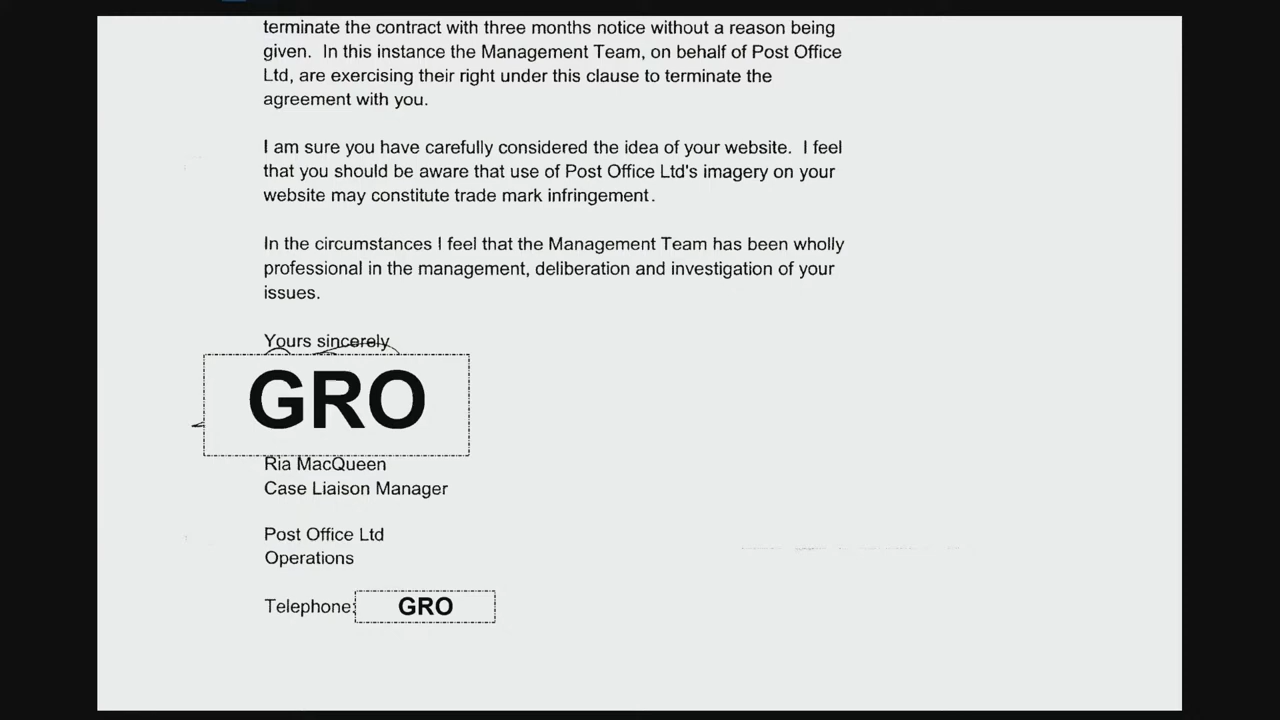 terminate the contract with three months notice without a reason being
given.  In this instance the Management Team, on behalf of Post Office
Ltd, are exercising their right under this clause to terminate the
agreement with you.
I am sure you have carefully considered the idea of your website.  I feel
that you should be aware that use of Post Office Ltd's imagery on your
website may constitute trade mark infringement.
In the circumstances I feel that the Management Team has been wholly
professional in the management, deliberation and investigation of your
issues.
Yours sincerely
GRO
Ria MacQueen
Case Liaison Manager
Post Office Ltd
Operations
Telephone: GRO